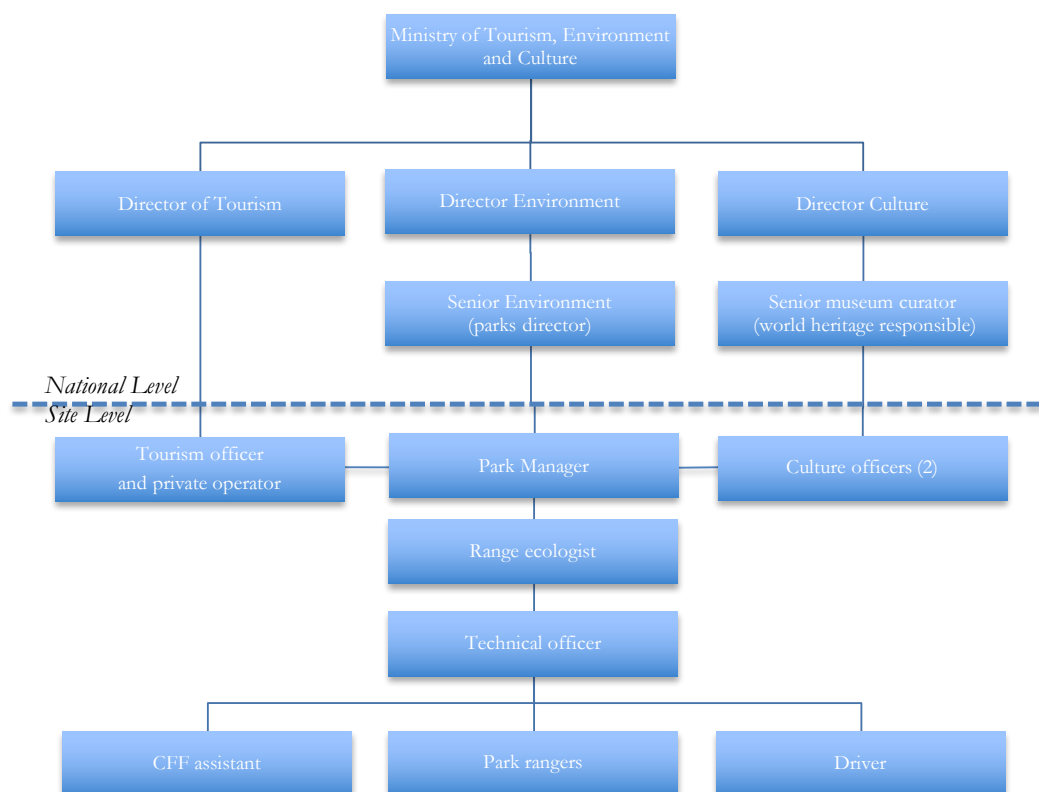 Ministry of Tourism, Environment
and Culture
Director of Tourism
Director Environment
Director Culture
Senior Environment
(parks director)
Senior museum curator
(world heritage responsible)
National Level
Site Level
Tourism officer
and private operator
Park Manager
Culture officers (2)
Range ecologist
Technical officer
CFF assistant
Park rangers
Driver